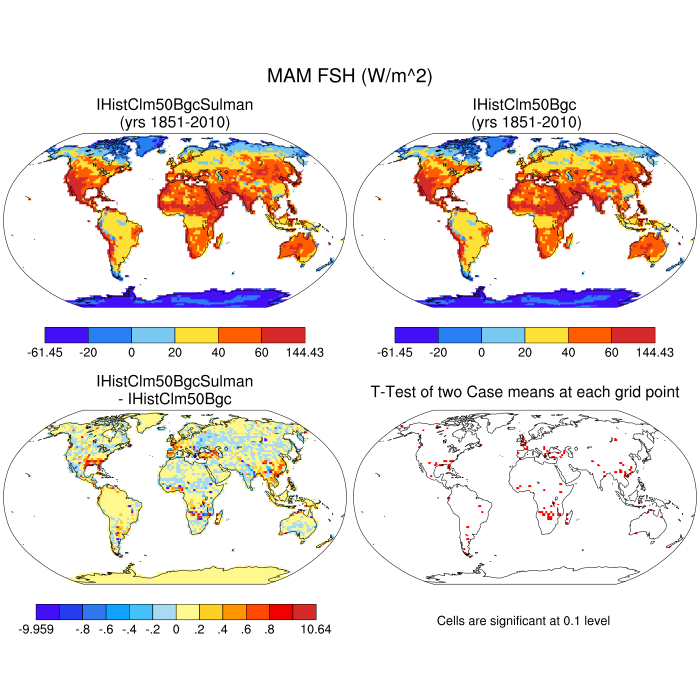 MAM FSH (W/m^2)
IHistClm50BgcSulman
(yrs 1851-2010)
IHistClm50Bgc
(yrs 1851-2010)
-61.45 -20 0 20 40 60 144.43
-61.45 -20 0 20 40 60 144.43
IHistClm50BgcSulman
- IHistClm50Bgc
T-Test of two Case means at each grid point
-9.959 -.8 -.6 -.4 -.2 0 .2 .4 .6 .8 10.64
Cells are significant at 0.1 level